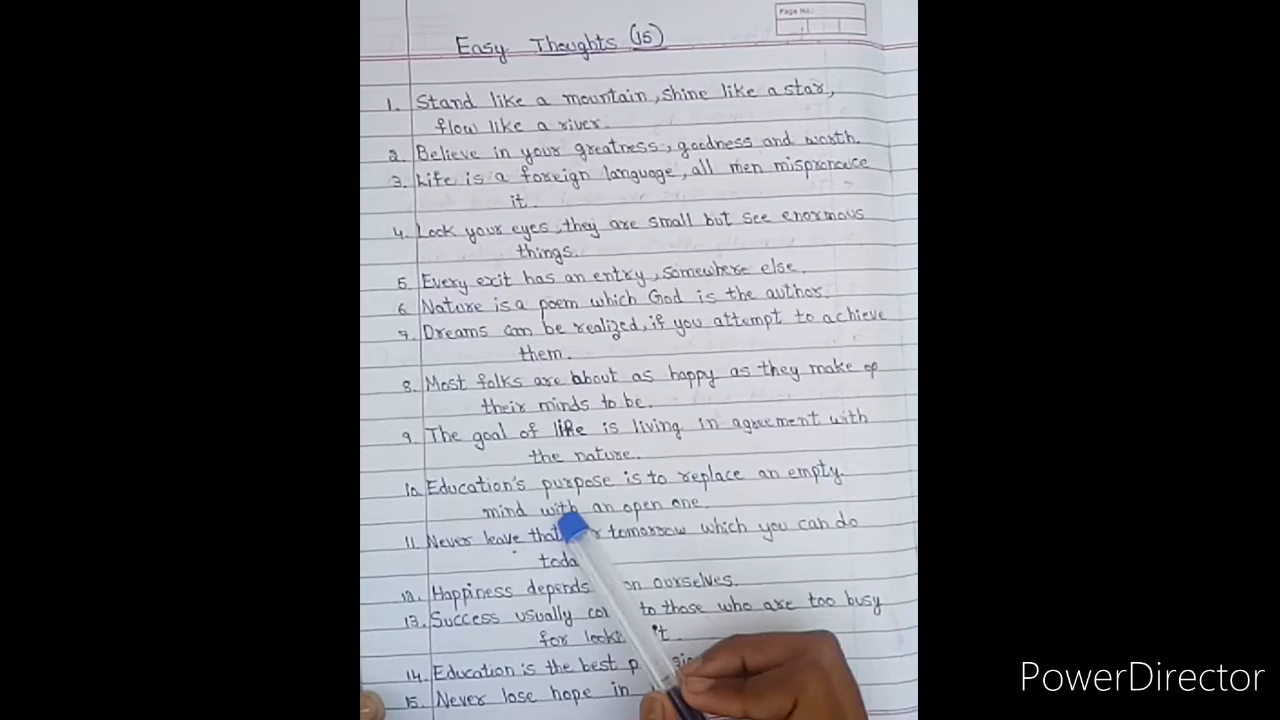 Page No.:
Easy Thoughts (15)
1. Stand like a mountain, shine like a star,
flow like a river.
2. Believe in your greatness, goodness and worth.
3. Life is a foreign language, all men mispronouce
it.
4. Look your eyes, they are small but see enormous
things.
5. Every exit has an entry, somewhere else.
6. Nature is a poem which God is the author.
7. Dreams can be realized, if you attempt to achieve
them.
8. Most folks are about as happy as they make up
their minds to be.
9. The goal of life is living in agreement with
the nature.
10. Education's purpose is to replace an empty
mind with an open one.
11. Never leave that tomorrow which you can do
12. Happiness depends ourselves.
13. Success usually to those who are too busy
for
14. Education is the best
15. Never lose hope in
PowerDirector